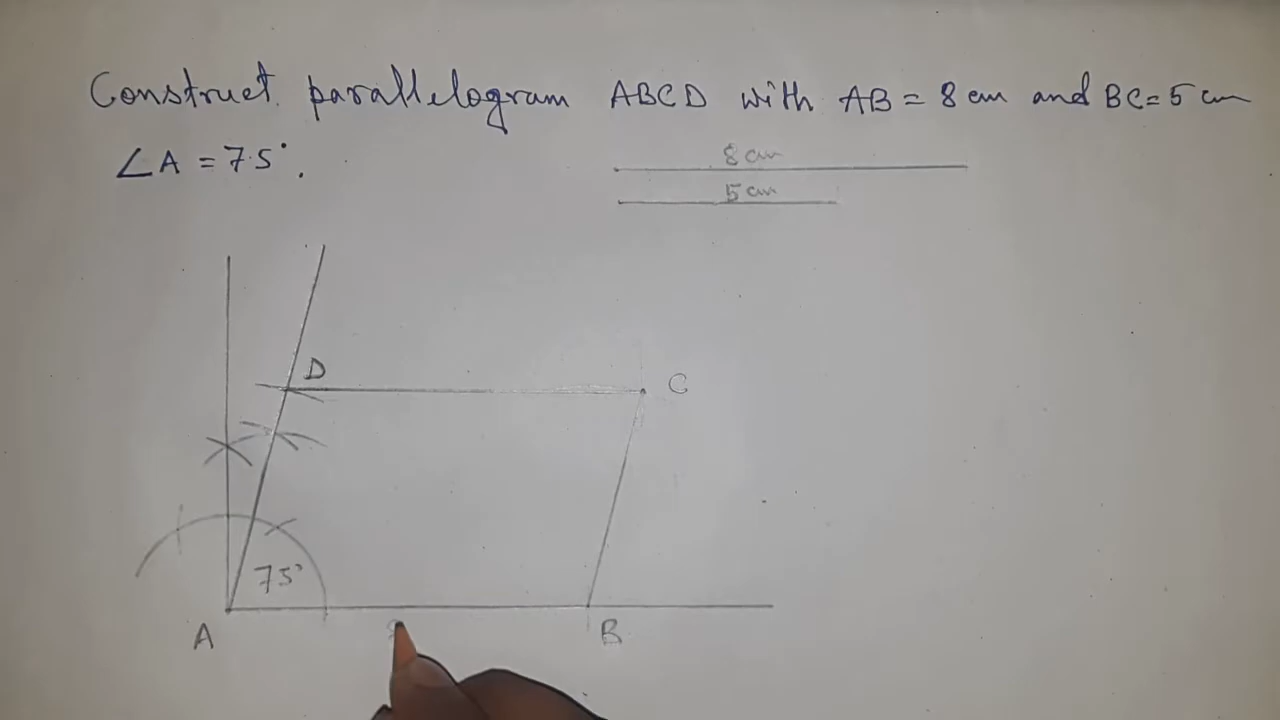 Construct parallelogram ABCD with AB = 8 cm and BC = 5 cm
∠A = 75°.
8 cm
5 cm
D
C
75°
A
B